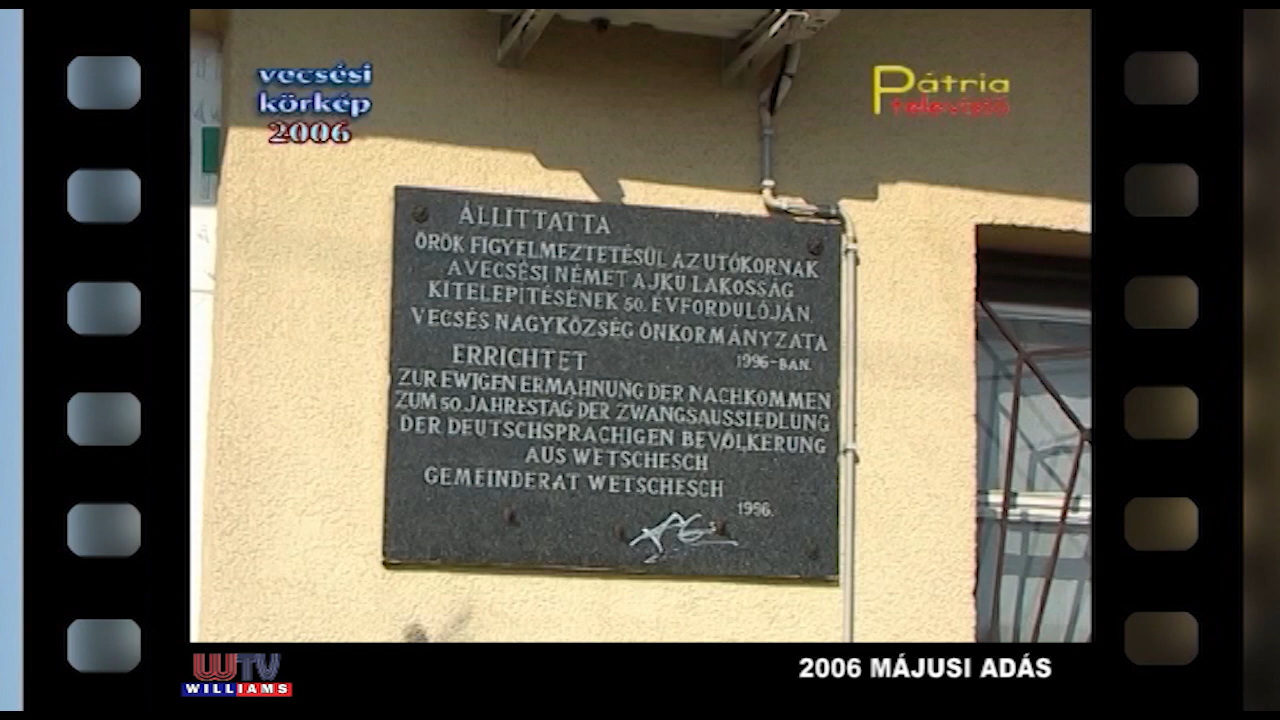 vecsési
körkép
2006
Pátria
televízió
ÁLLITTATTA
ÖRÖK FIGYELMEZTETÉSÜL AZ UTÓKORNAK
A VECSÉSI NÉMET AJKU LAKOSSÁG
KITELEPITÉSÉNEK 50. ÉVFORDULÓJÁN.
VECSÉS NAGYKÖZSÉG ÖNKORMÁNYZATA
1996-BAN.
ERRICHTET
ZUR EWIGEN ERMAHNUNG DER NACHKOMMEN
ZUM 50. JAHRESTAG DER ZWANGSAUSSIEDLUNG
DER DEUTSCHSPRACHIGEN BEVÖLKERUNG
AUS WETSCHESCH
GEMEINDERAT WETSCHESCH
1996.
WTV
WILLIAMS
2006 MÁJUSI ADÁS